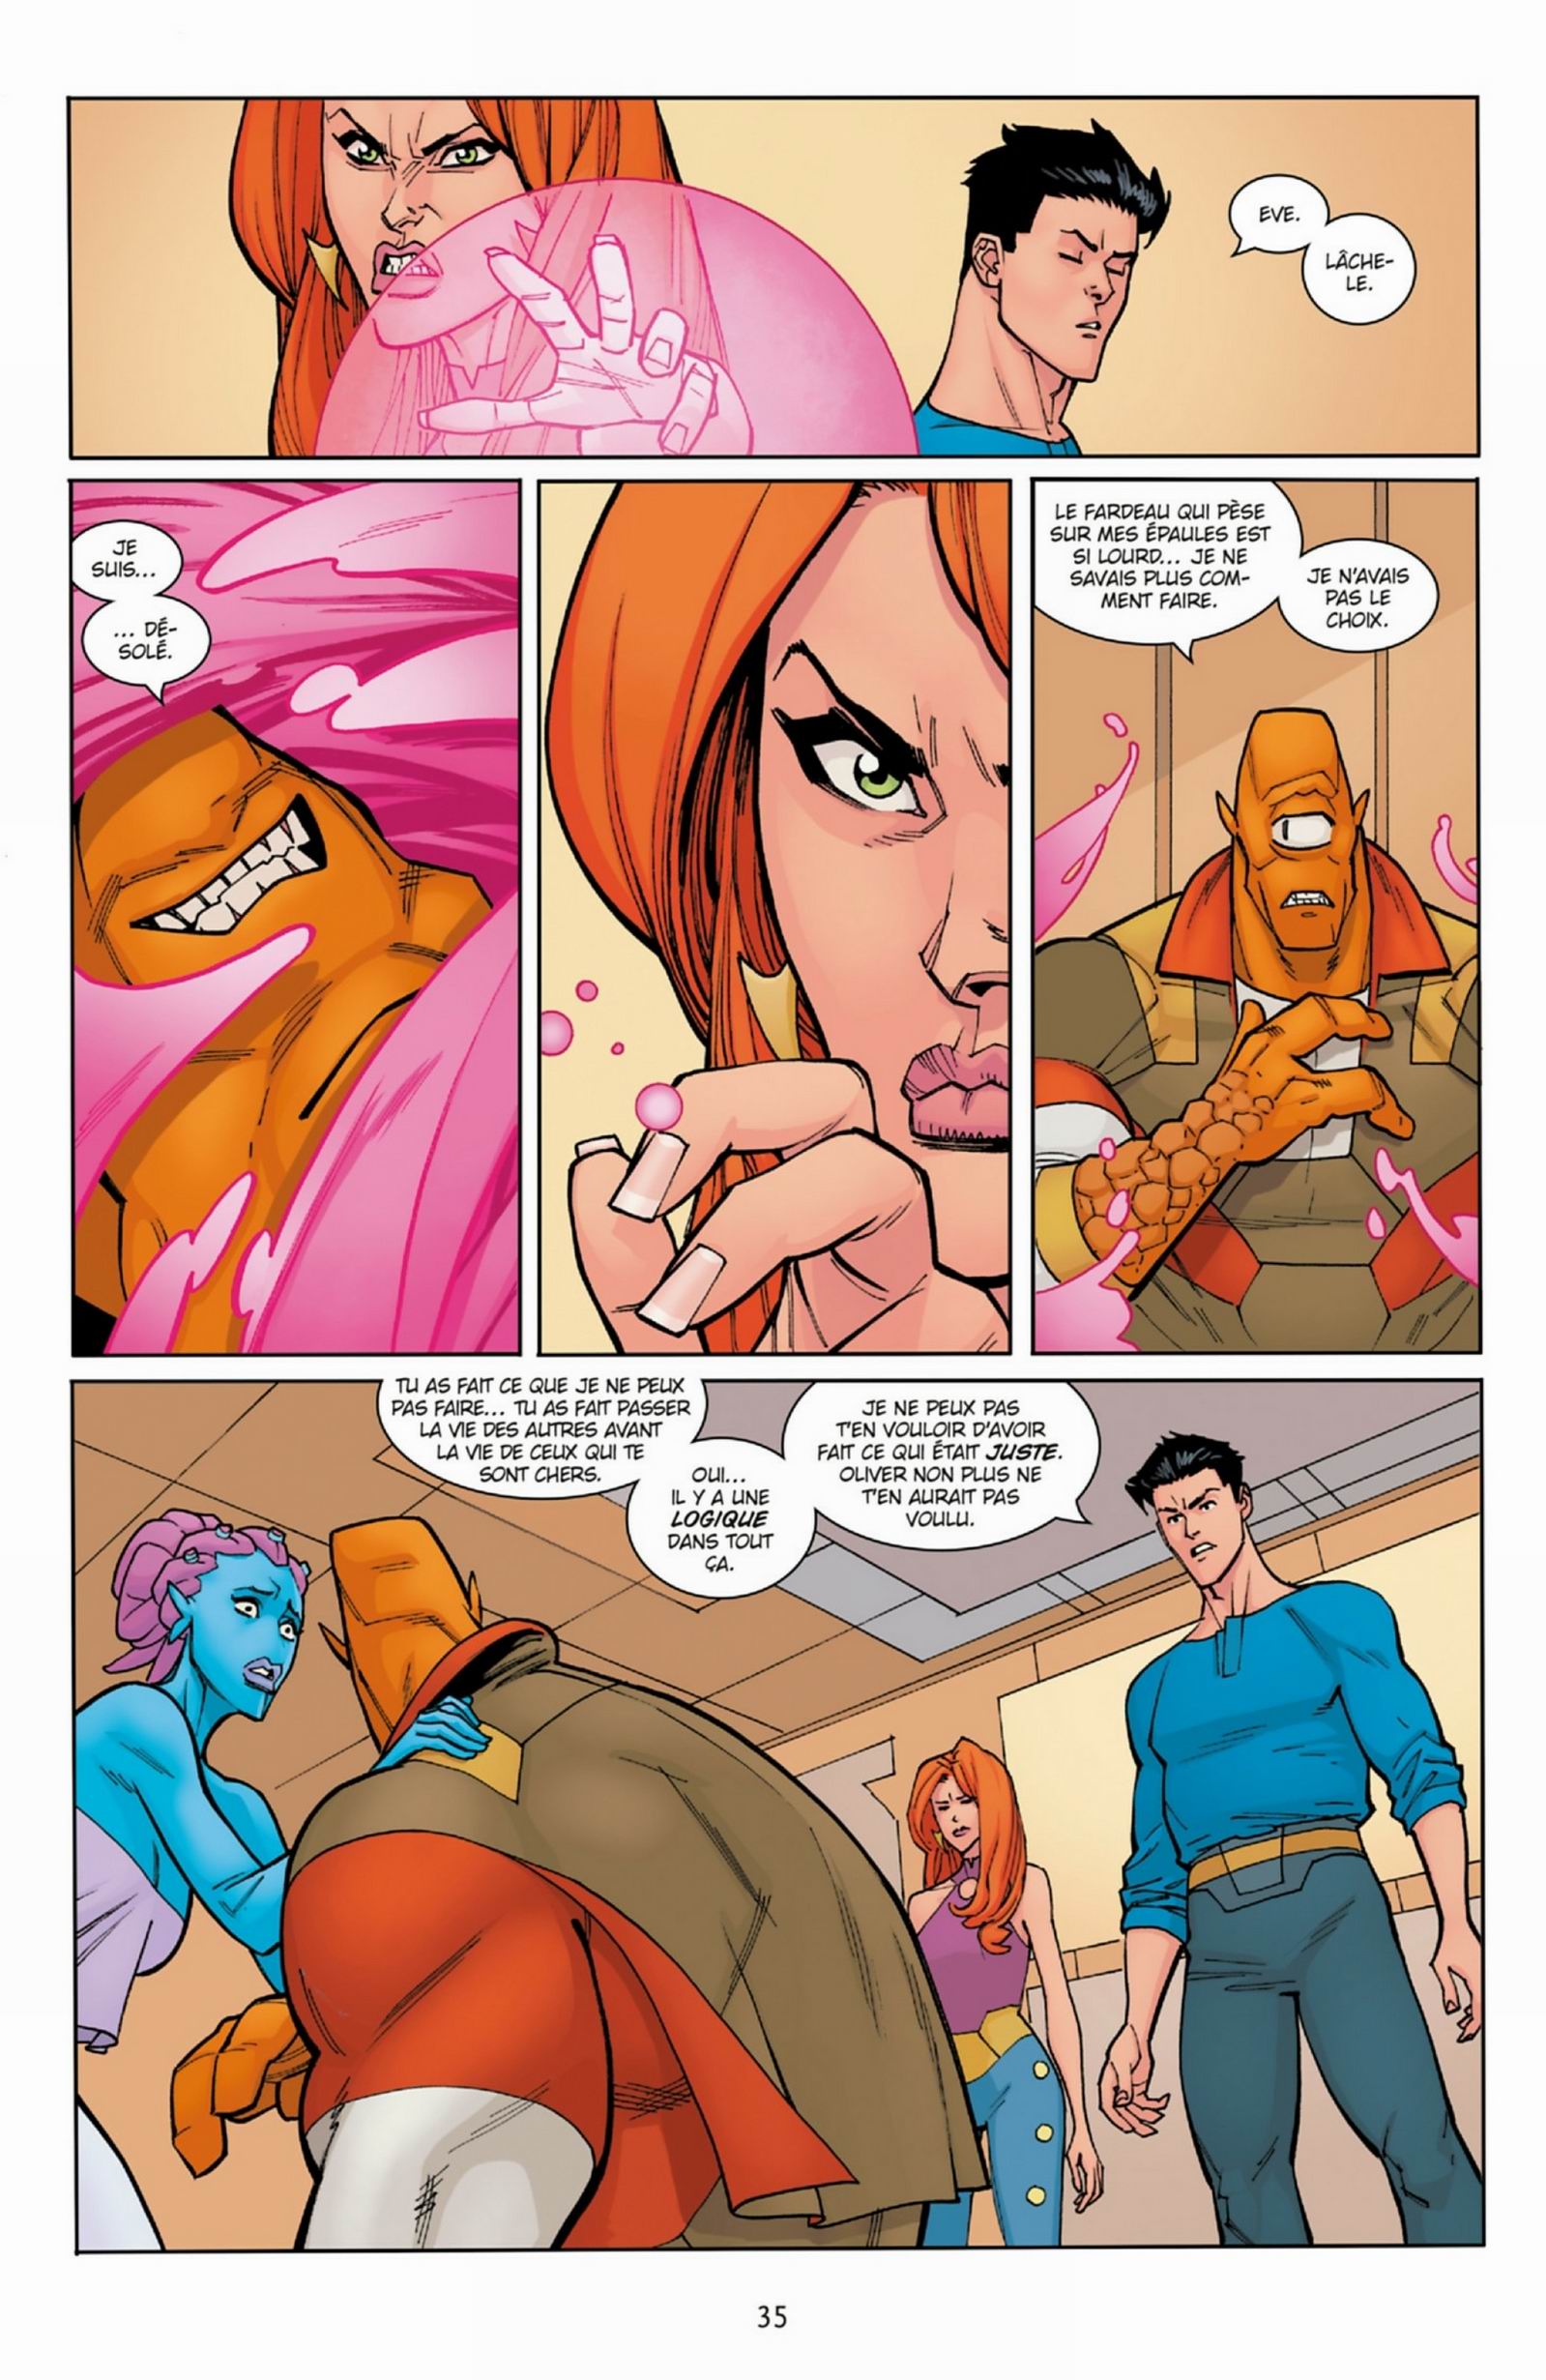 EVE.
LÂCHE-
LE.
JE
SUIS...
... DÉ-
SOLÉ.
LE FARDEAU QUI PÈSE
SUR MES ÉPAULES EST
SI LOURD... JE NE
SAVAIS PLUS COM-
MENT FAIRE.
JE N'AVAIS
PAS LE
CHOIX.
TU AS FAIT CE QUE JE NE PEUX
PAS FAIRE... TU AS FAIT PASSER
LA VIE DES AUTRES AVANT
LA VIE DE CEUX QUI TE
SONT CHERS.
OUI...
IL Y A UNE
LOGIQUE
DANS TOUT
ÇA.
JE NE PEUX PAS
T'EN VOULOIR D'AVOIR
FAIT CE QUI ÉTAIT JUSTE.
OLIVER NON PLUS NE
T'EN AURAIT PAS
VOULU.
35